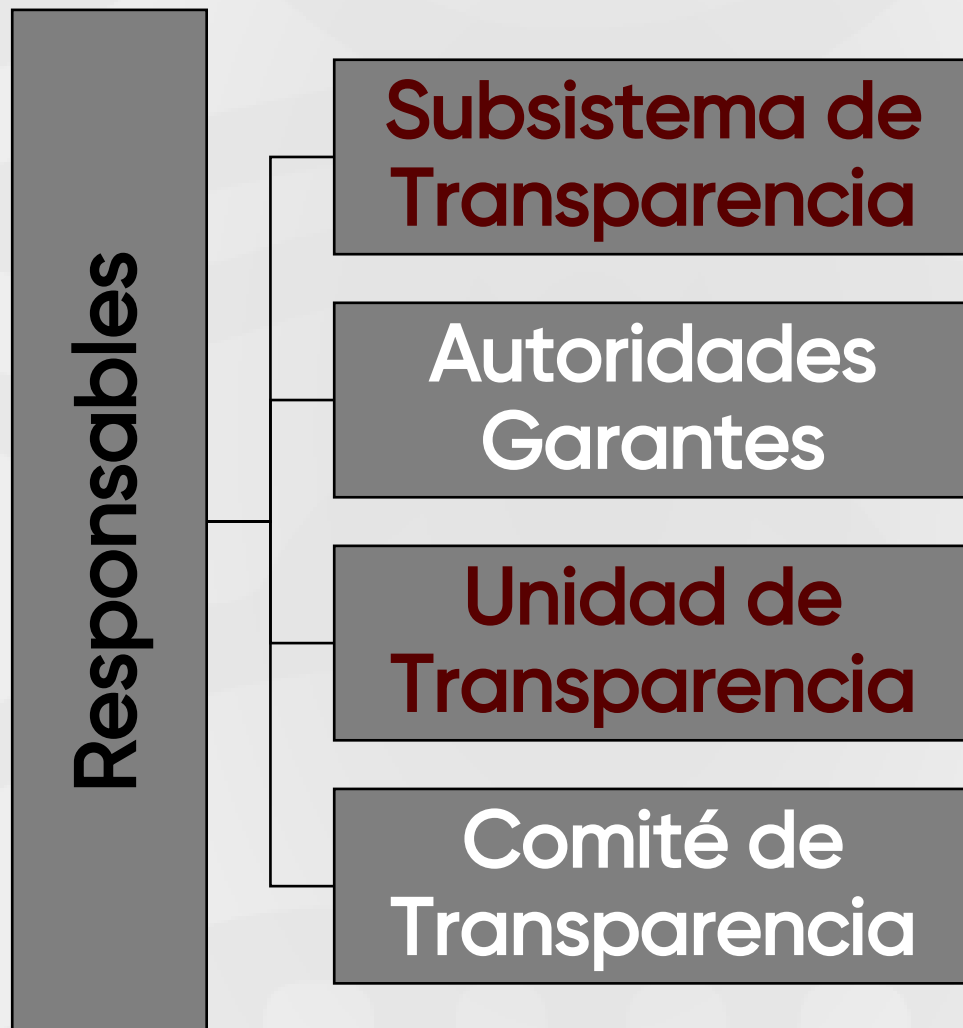 Responsables
Subsistema de
Transparencia
Autoridades
Garantes
Unidad de
Transparencia
Comité de
Transparencia